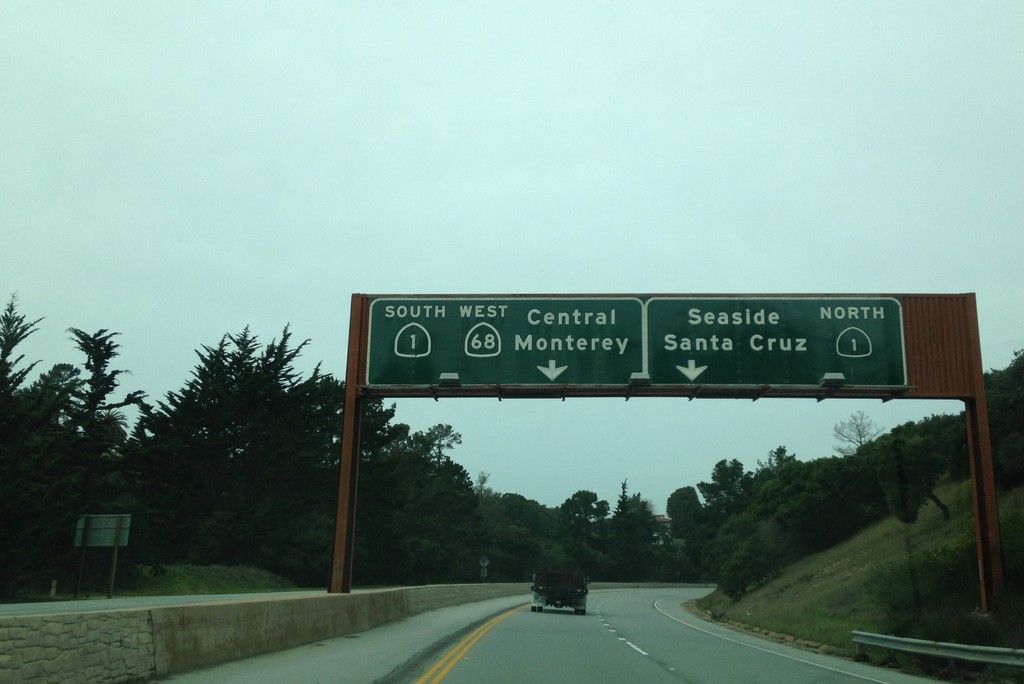 SOUTH WEST
1 68
Central
Monterey
Seaside
Santa Cruz
NORTH
1